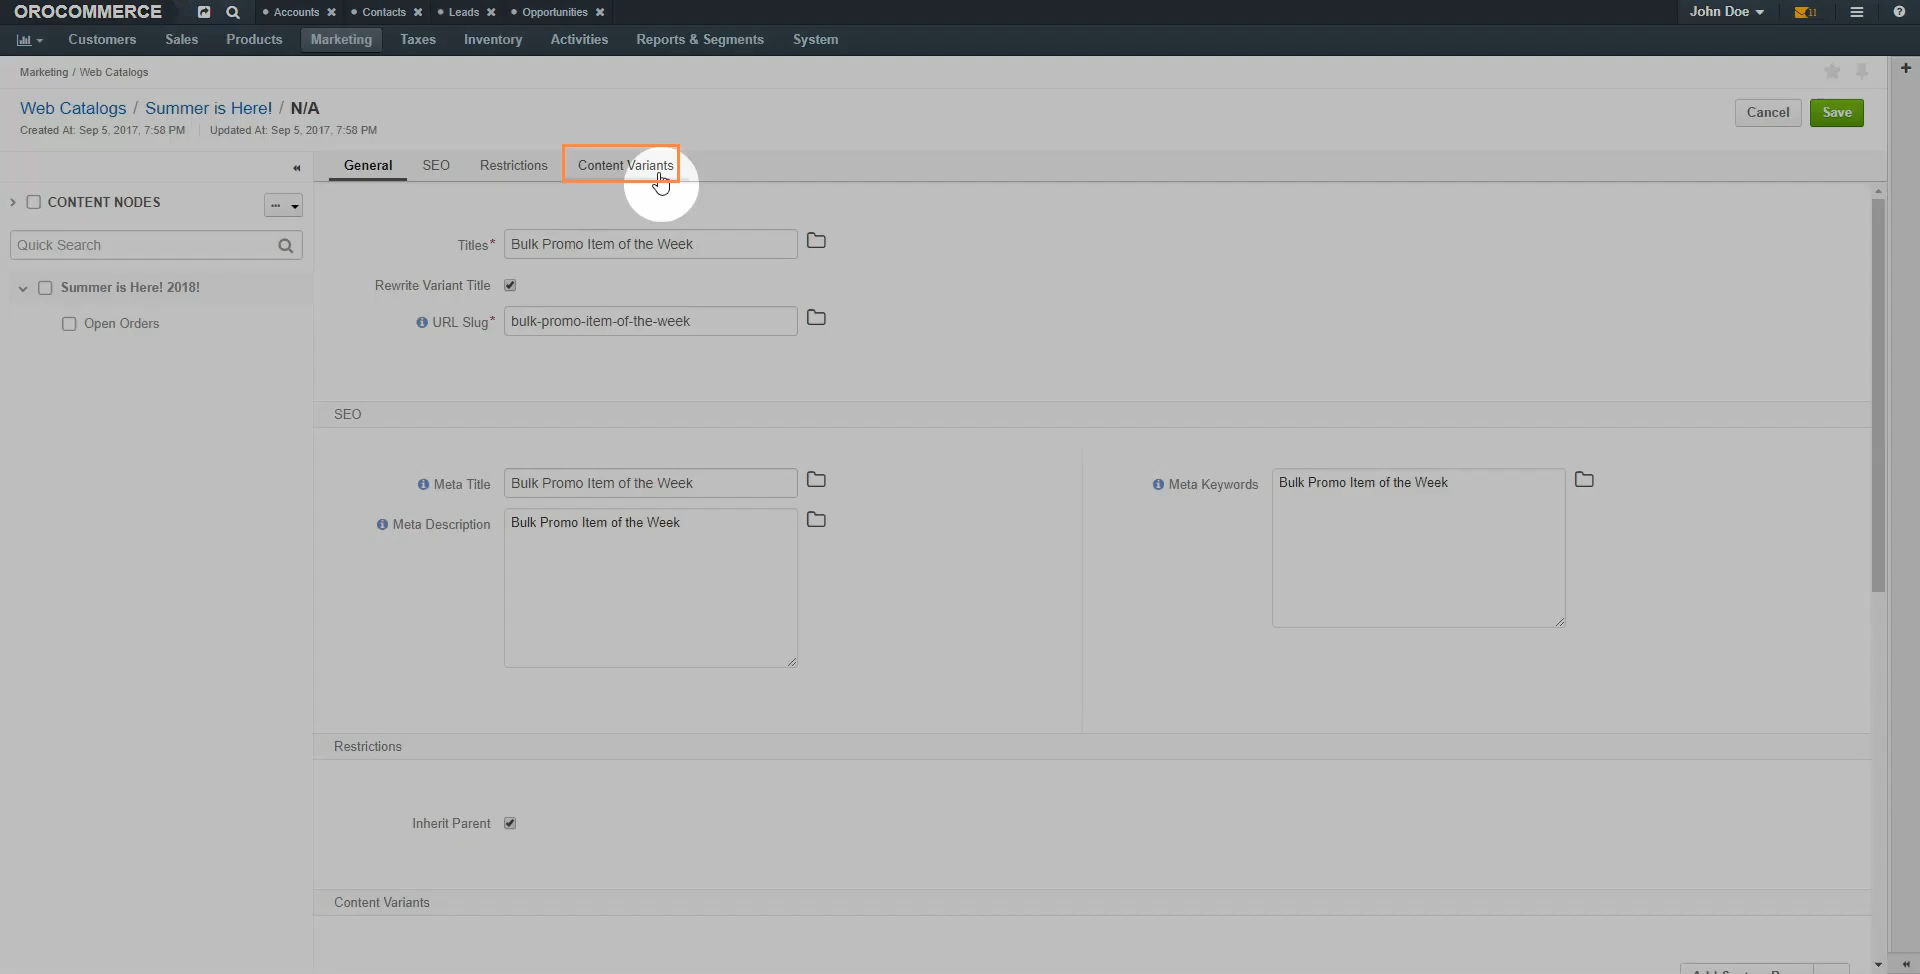 OROCOMMERCE
Accounts
Contacts
Leads
Opportunities
John Doe
11
Customers
Sales
Products
Marketing
Taxes
Inventory
Activities
Reports & Segments
System
Marketing / Web Catalogs
Web Catalogs / Summer is Here! / N/A
Cancel
Save
Created At: Sep 5, 2017, 7:58 PM
Updated At: Sep 5, 2017, 7:58 PM
General
SEO
Restrictions
Content Variants
CONTENT NODES
...
Quick Search
Summer is Here! 2018!
Open Orders
Titles* Bulk Promo Item of the Week
Rewrite Variant Title
URL Slug* bulk-promo-item-of-the-week
SEO
Meta Title Bulk Promo Item of the Week
Meta Description Bulk Promo Item of the Week
Meta Keywords Bulk Promo Item of the Week
Restrictions
Inherit Parent
Content Variants